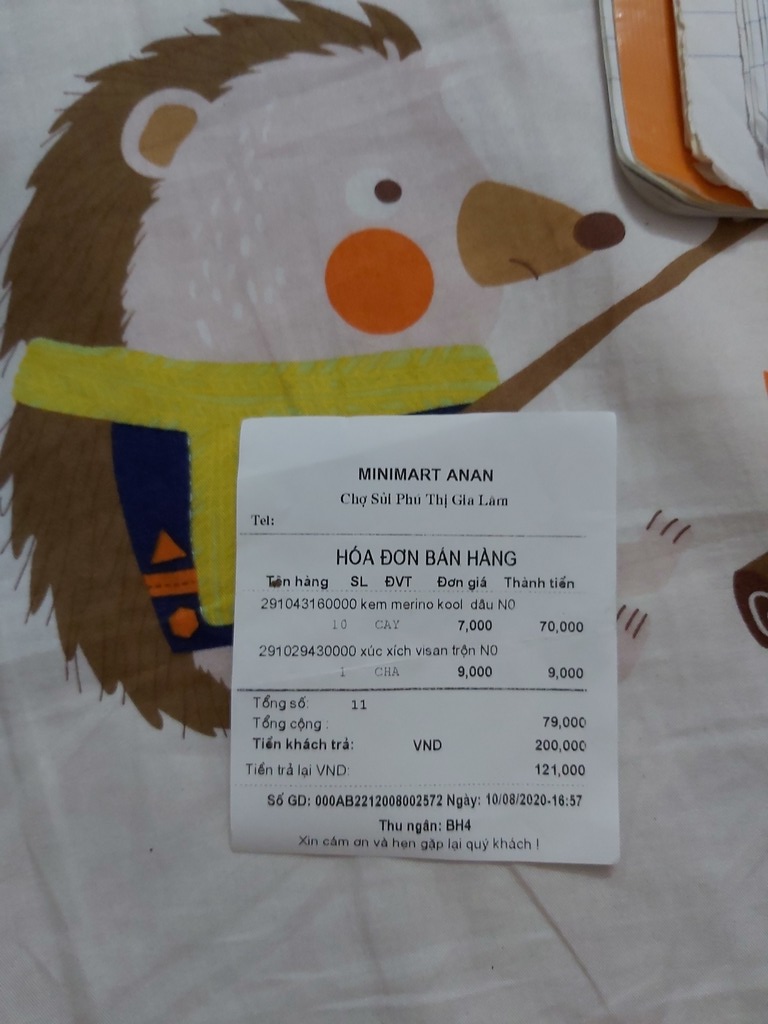 MINIMART ANAN
Chợ Sủi Phú Thị Gia Lâm
Tel:
HÓA ĐƠN BÁN HÀNG
Tên hàng SL ĐVT Đơn giá Thành tiền
291043160000 kem merino kool dâu N0
10 CAY 7,000 70,000
291029430000 xúc xích visan trộn N0
1 CHA 9,000 9,000
Tổng số: 11
Tổng cộng : 79,000
Tiền khách trả: VND 200,000
Tiền trả lại VND: 121,000
Số GD: 000AB2212008002572 Ngày: 10/08/2020-16:57
Thu ngân: BH4
Xin cảm ơn và hẹn gặp lại quý khách !